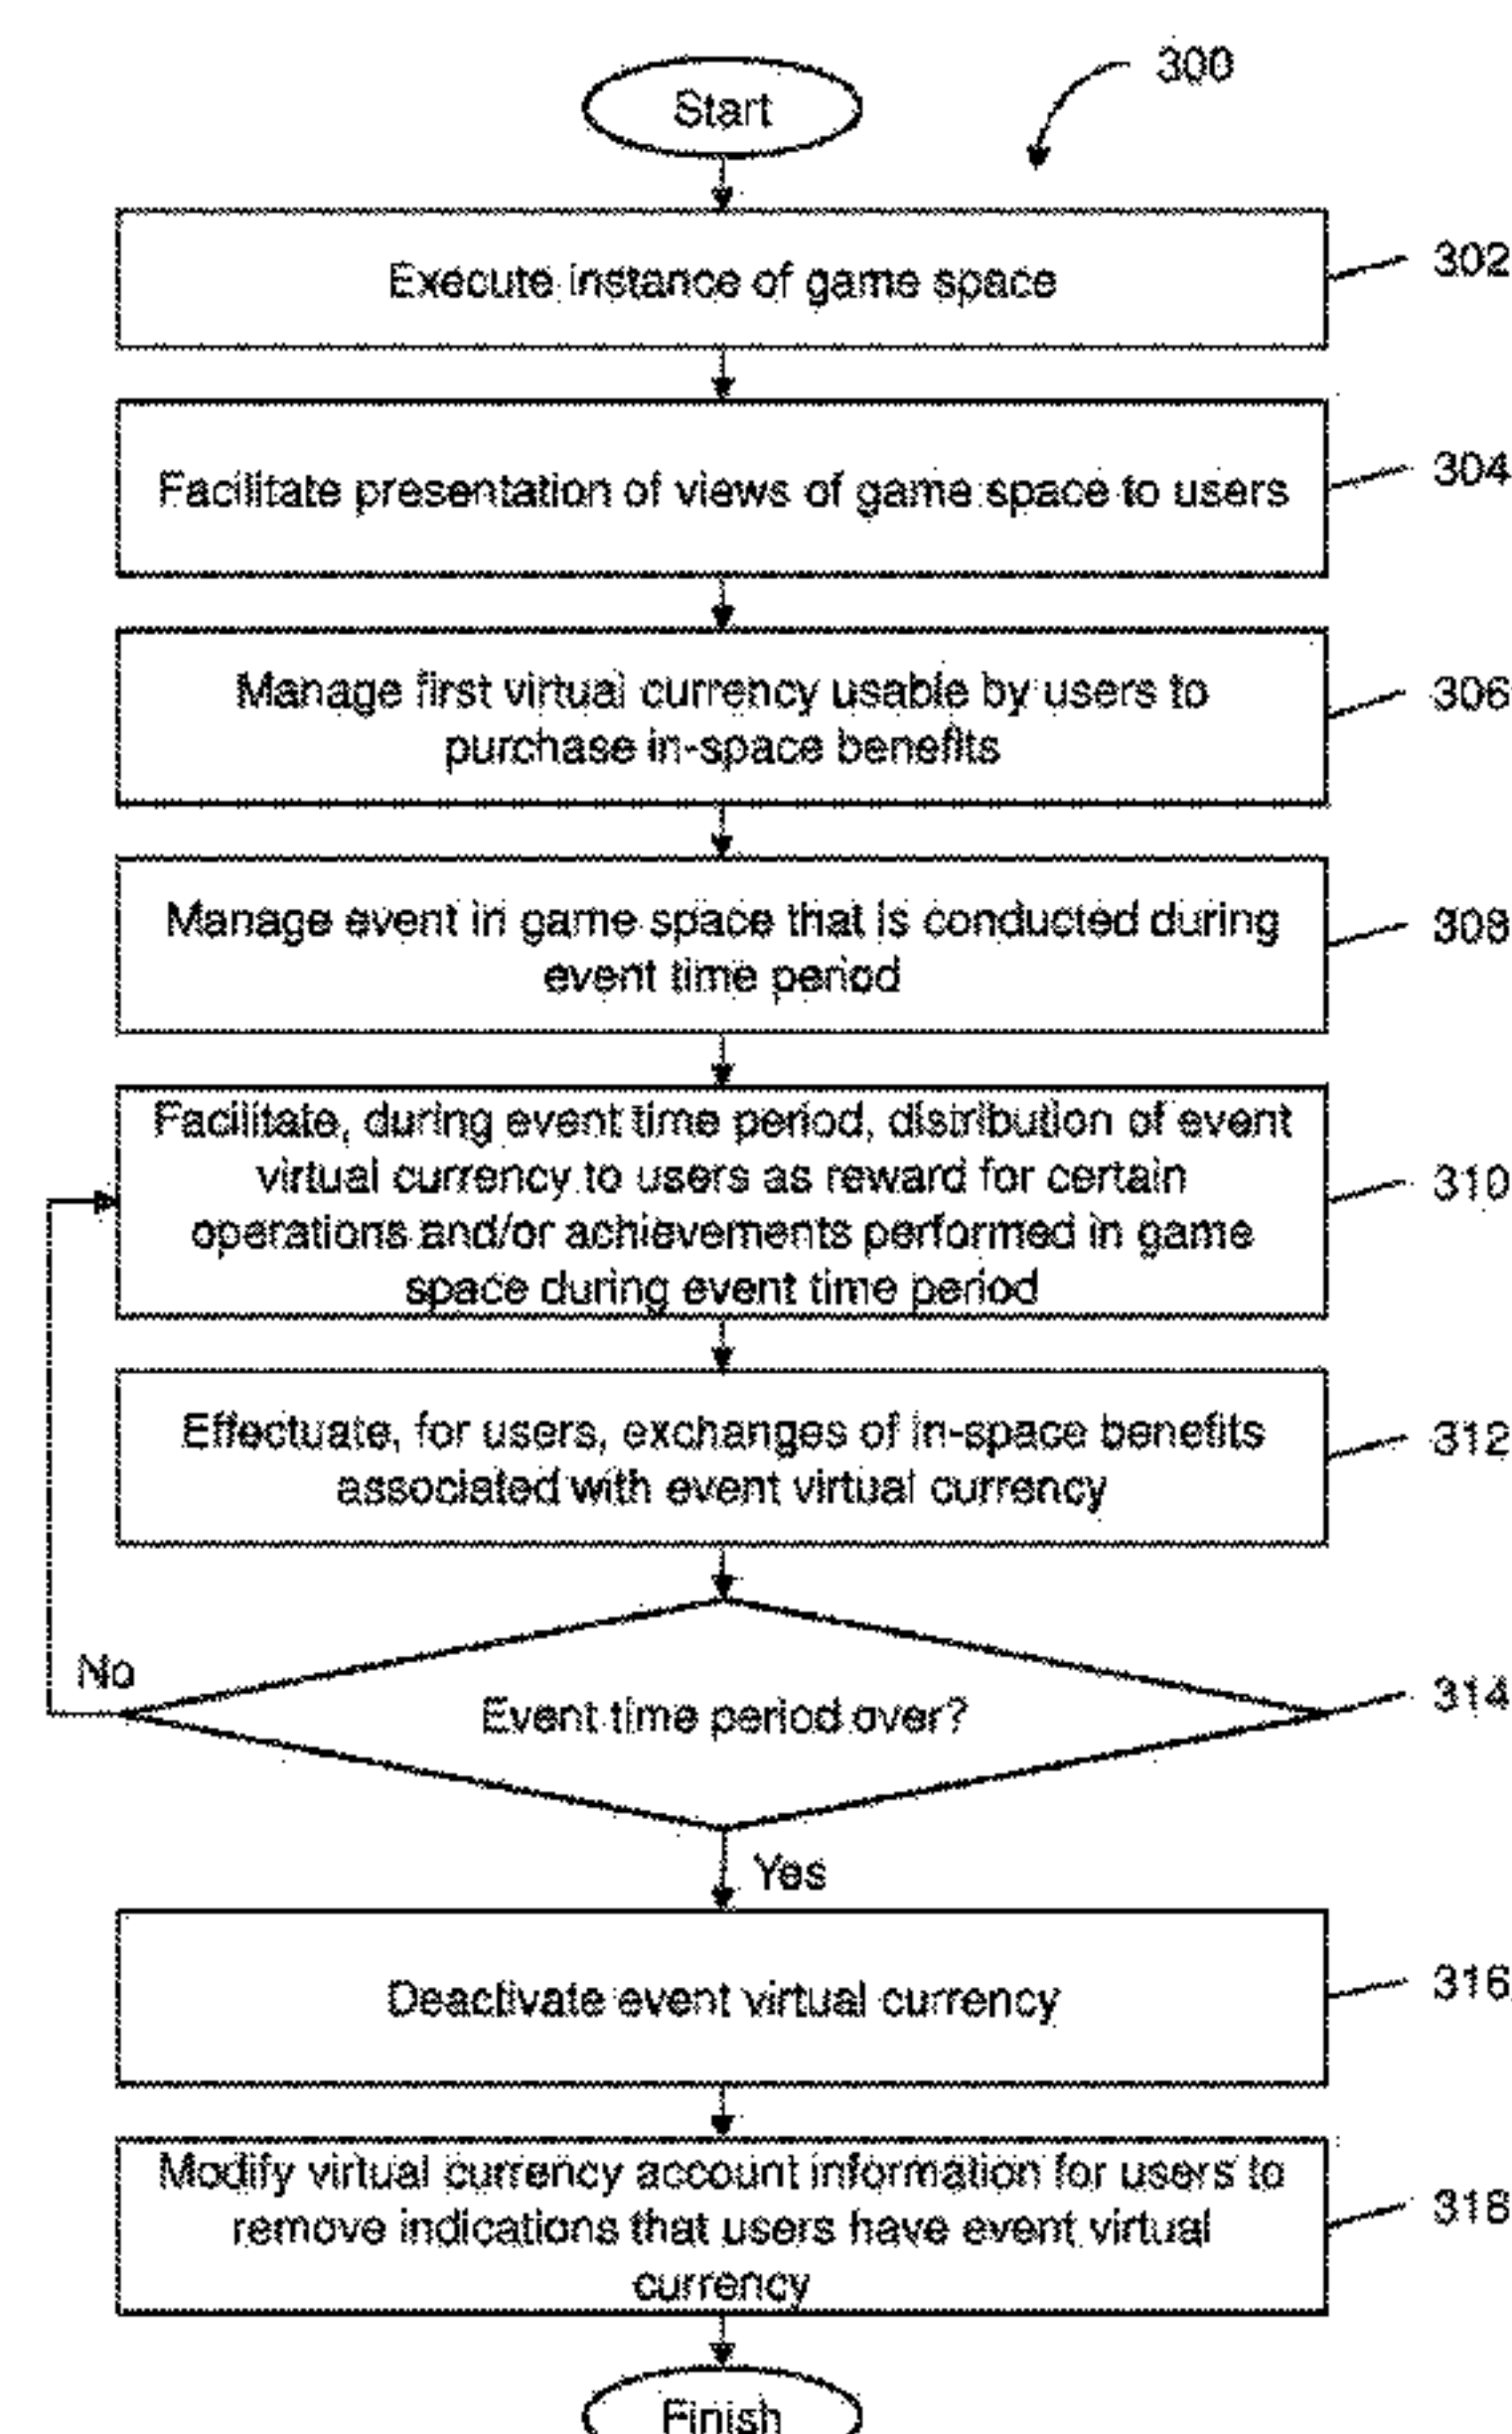 Start
300
Execute instance of game space
302
Facilitate presentation of views of game space to users
304
Manage first virtual currency usable by users to
purchase in-space benefits
306
Manage event in game space that is conducted during
event time period
308
Facilitate, during event time period, distribution of event
virtual currency to users as reward for certain
operations and/or achievements performed in game
space during event time period
310
Effectuate, for users, exchanges of in-space benefits
associated with event virtual currency
312
No
Event time period over?
314
Yes
Deactivate event virtual currency
316
Modify virtual currency account information for users to
remove indications that users have event virtual
currency
318
Finish